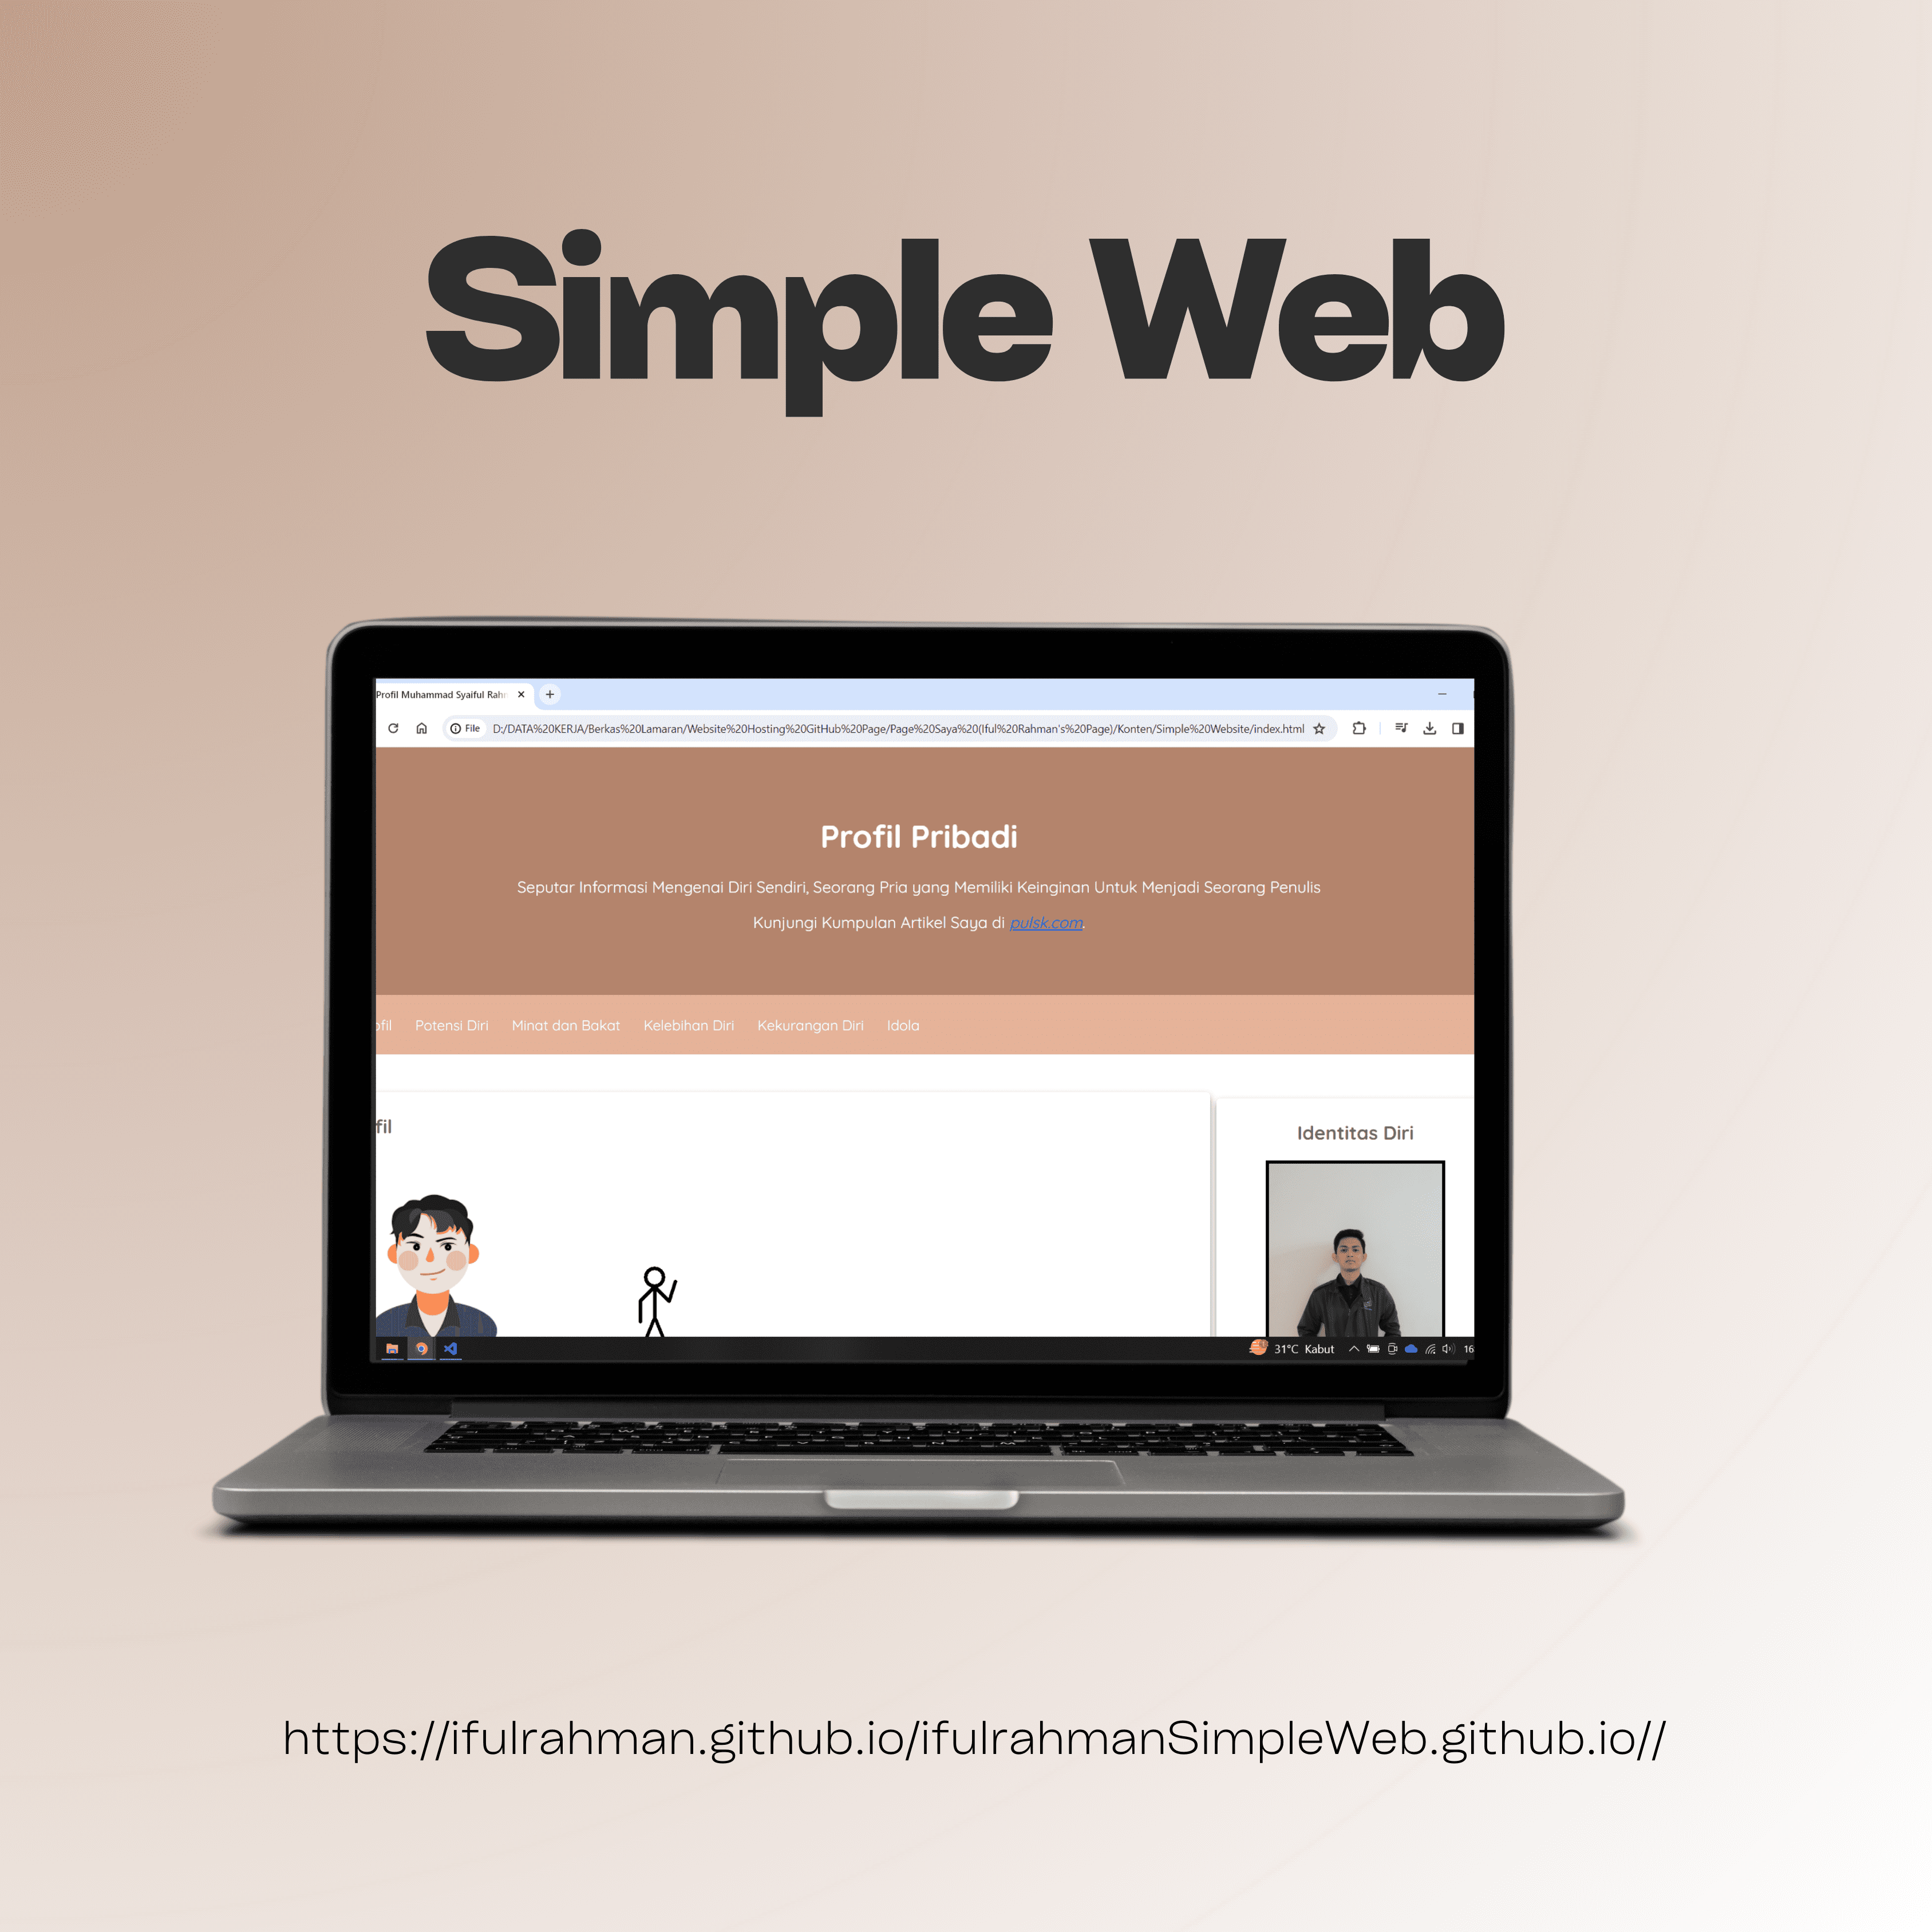 Simple Web
Profil Muhammad Syaiful Rahm
File D:/DATA%20KERJA/Berkas%20Lamaran/Website%20Hosting%20GitHub%20Page/Page%20Saya%20(Iful%20Rahman's%20Page)/Konten/Simple%20Website/index.html
Profil Pribadi
Seputar Informasi Mengenai Diri Sendiri, Seorang Pria yang Memiliki Keinginan Untuk Menjadi Seorang Penulis
Kunjungi Kumpulan Artikel Saya di pulsk.com.
ofil Potensi Diri Minat dan Bakat Kelebihan Diri Kekurangan Diri Idola
fil
Identitas Diri
31°C Kabut 16
https://ifulrahman.github.io/ifulrahmanSimpleWeb.github.io//